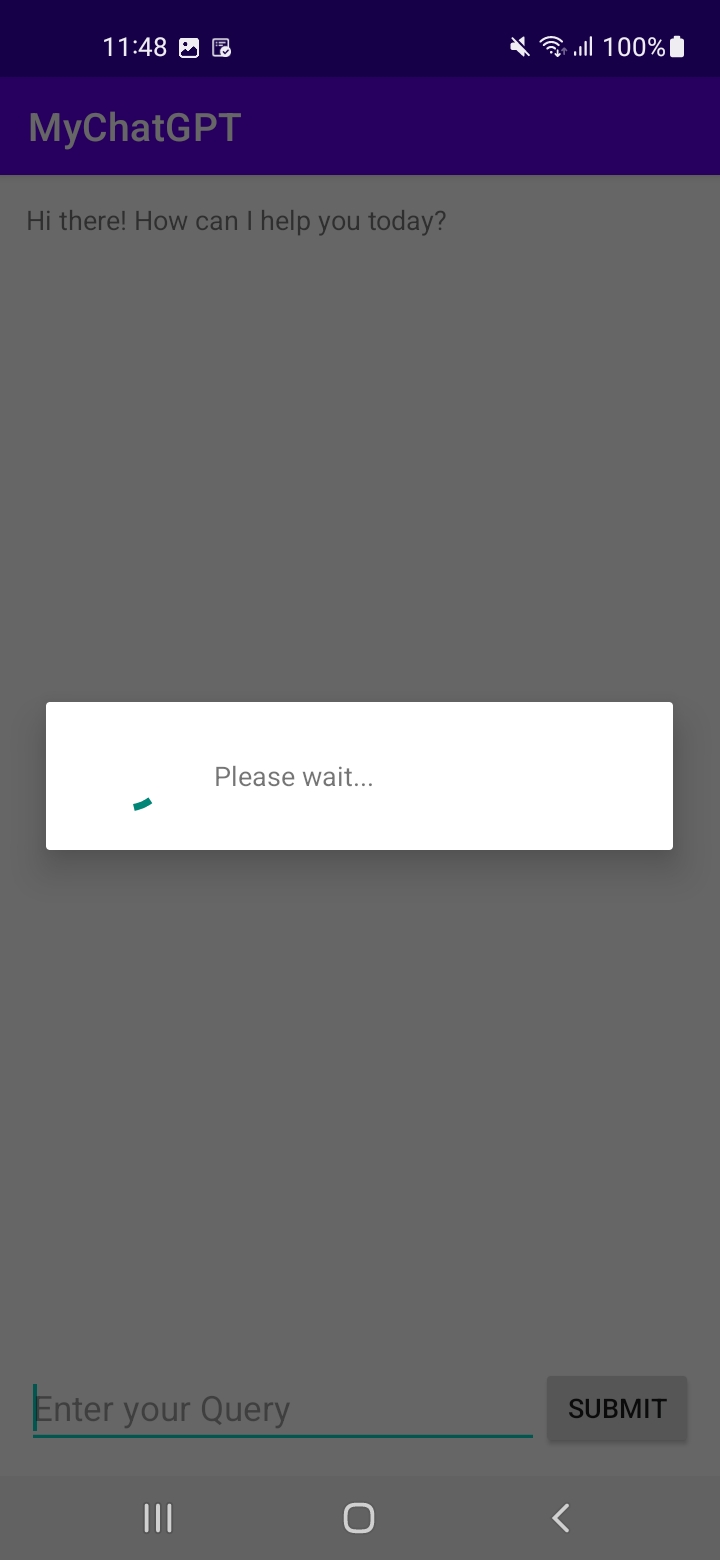 11:48 100%
MyChatGPT
Hi there! How can I help you today?
Please wait...
Enter your Query SUBMIT